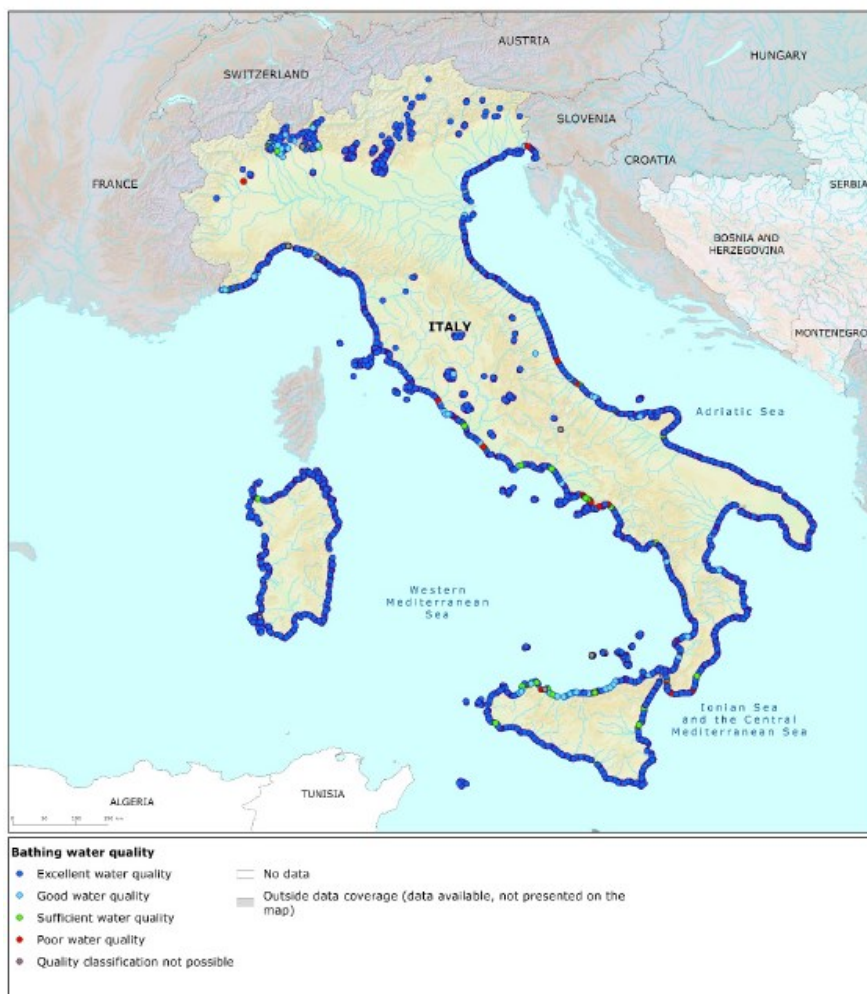 AUSTRIA
HUNGARY
SWITZERLAND
SLOVENIA
CROATIA
FRANCE
SERBIA
BOSNIA AND
HERZEGOVINA
MONTENEGRO
ITALY
Adriatic Sea
Western
Mediterranean
Sea
Ionian Sea
and the Central
Mediterranean Sea
TUNISIA
ALGERIA
Bathing water quality
Excellent water quality
Good water quality
Sufficient water quality
Poor water quality
Quality classification not possible
No data
Outside data coverage (data available, not presented on the
map)